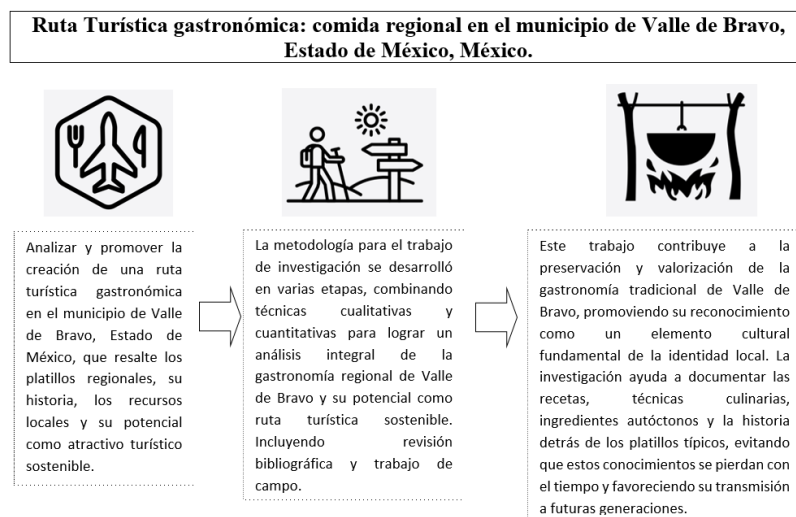 Ruta Turística gastronómica: comida regional en el municipio de Valle de Bravo,
Estado de México, México.
Analizar y promover la
creación de una ruta
turística gastronómica
en el municipio de Valle
de Bravo, Estado de
México, que resalte los
platillos regionales, su
historia, los recursos
locales y su potencial
como atractivo turístico
sostenible.
La metodología para el trabajo
de investigación se desarrolló
en varias etapas, combinando
técnicas cualitativas y
cuantitativas para lograr un
análisis integral de la
gastronomía regional de Valle
de Bravo y su potencial como
ruta turística sostenible.
Incluyendo revisión
bibliográfica y trabajo de
campo.
Este trabajo contribuye a la
preservación y valorización de la
gastronomía tradicional de Valle de
Bravo, promoviendo su reconocimiento
como un elemento cultural
fundamental de la identidad local. La
investigación ayuda a documentar las
recetas, técnicas culinarias,
ingredientes autóctonos y la historia
detrás de los platillos típicos, evitando
que estos conocimientos se pierdan con
el tiempo y favoreciendo su transmisión
a futuras generaciones.